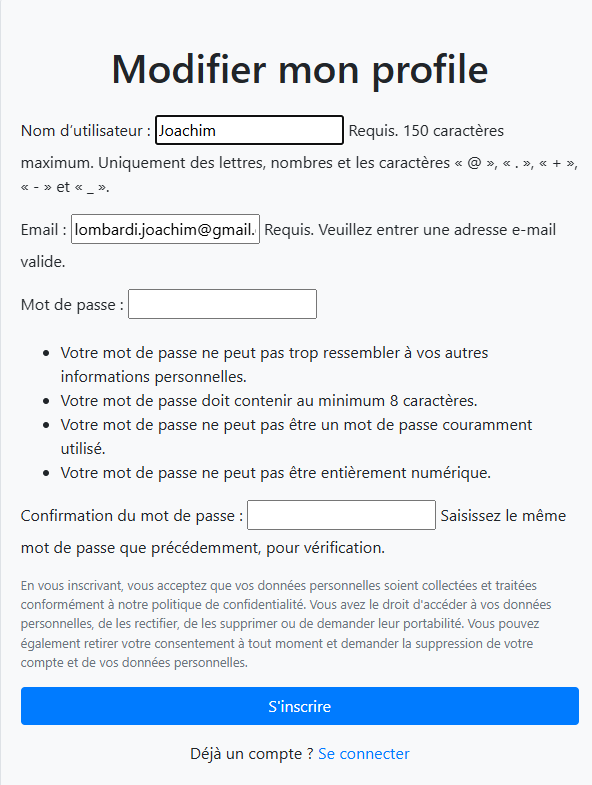 Modifier mon profile
Nom d’utilisateur : Joachim Requis. 150 caractères
maximum. Uniquement des lettres, nombres et les caractères « @ », « . », « + »,
« - » et « _ ».
Email : lombardi.joachim@gmail. Requis. Veuillez entrer une adresse e-mail
valide.
Mot de passe :
• Votre mot de passe ne peut pas trop ressembler à vos autres
informations personnelles.
• Votre mot de passe doit contenir au minimum 8 caractères.
• Votre mot de passe ne peut pas être un mot de passe couramment
utilisé.
• Votre mot de passe ne peut pas être entièrement numérique.
Confirmation du mot de passe : Saisissez le même
mot de passe que précédemment, pour vérification.
En vous inscrivant, vous acceptez que vos données personnelles soient collectées et traitées
conformément à notre politique de confidentialité. Vous avez le droit d'accéder à vos données
personnelles, de les rectifier, de les supprimer ou de demander leur portabilité. Vous pouvez
également retirer votre consentement à tout moment et demander la suppression de votre
compte et de vos données personnelles.
S'inscrire
Déjà un compte ? Se connecter